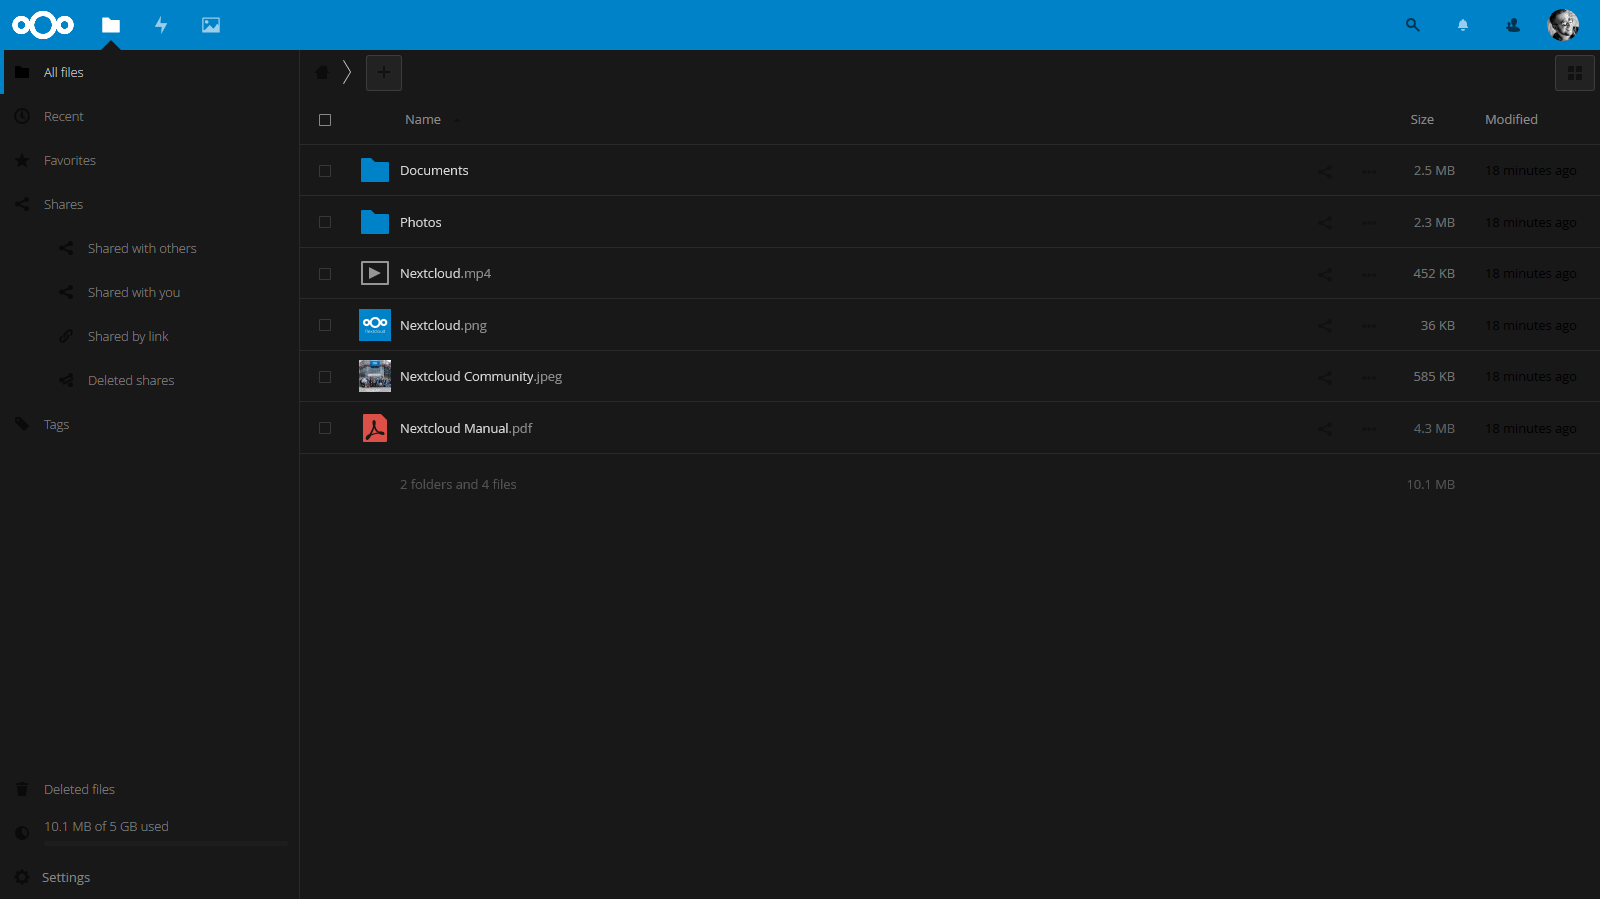 All files
Recent
Favorites
Shares
Shared with others
Shared with you
Shared by link
Deleted shares
Tags
Deleted files
10.1 MB of 5 GB used
Settings
Name Size Modified
Documents 2.5 MB 18 minutes ago
Photos 2.3 MB 18 minutes ago
Nextcloud.mp4 452 KB 18 minutes ago
Nextcloud.png 36 KB 18 minutes ago
Nextcloud Community.jpeg 585 KB 18 minutes ago
Nextcloud Manual.pdf 4.3 MB 18 minutes ago
2 folders and 4 files 10.1 MB